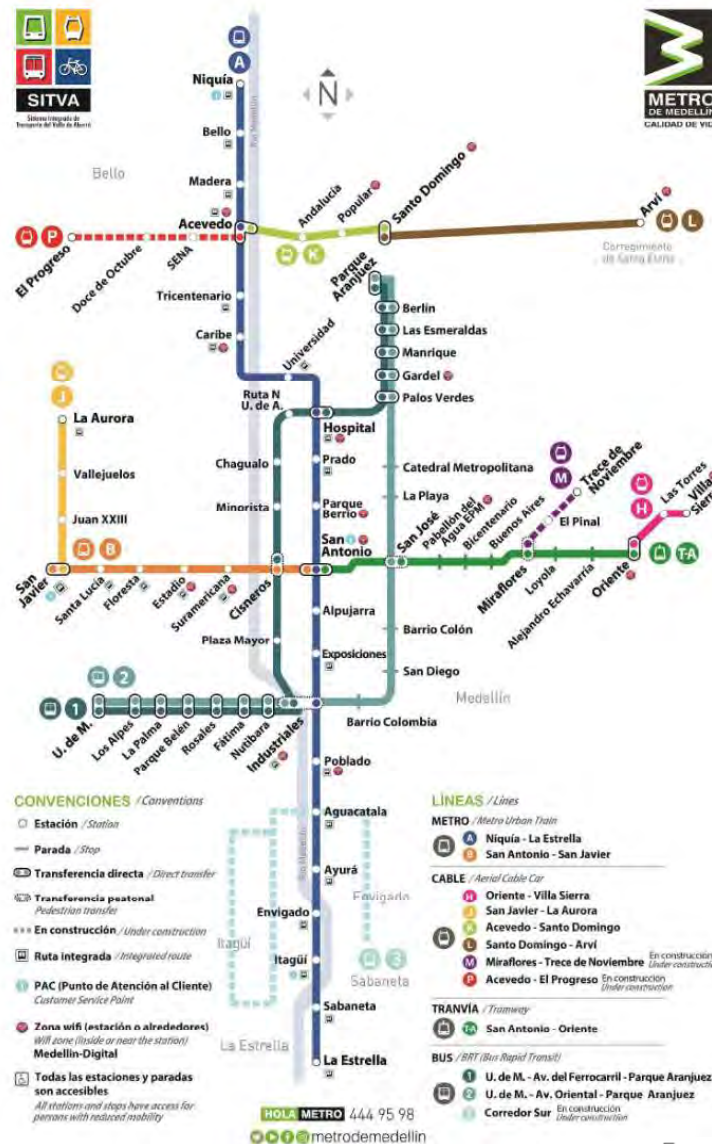 SITVA
Sistema Integrado de
Transporte del Valle de Aburrá
METRO
DE MEDELLÍN
CALIDAD DE VIDA
N
A
Niquía
Bello
Madera
Acevedo
Tricentenario
Caribe
Universidad
Hospital
Prado
Parque
Berrío
San
Antonio
Alpujarra
Exposiciones
Industriales
Poblado
Aguacatala
Ayurá
Envigado
Itagüí
Sabaneta
La Estrella
Río Medellín
Río Medellín
Bello
Medellín
Envigado
Itagüí
Sabaneta
La Estrella
Corregimiento
de Santa Elena
P
El Progreso
Doce de Octubre
SENA
K
Andalucía
Popular
Santo Domingo
Arví
L
Parque
Aranjuez
Berlín
Las Esmeraldas
Manrique
Gardel
Palos Verdes
Catedral Metropolitana
La Playa
San José
Barrio Colón
San Diego
Barrio Colombia
Ruta N
U. de A.
Chagualo
Minorista
Cisneros
Plaza Mayor
J
La Aurora
Vallejuelos
Juan XXIII
San
Javier
B
Santa Lucía
Floresta
Estadio
Suramericana
Pabellón del
Agua EPM
Bicentenario
Buenos Aires
Miraflores
Loyola
Alejandro Echavarría
Oriente
T-A
M
Trece de
Noviembre
El Pinal
H
Las Torres
Villa
Sierra
2
1
U. de M.
Los Alpes
La Palma
Parque Belén
Rosales
Fátima
Nutibara
3
CONVENCIONES / Conventions
Estación / Station
Parada / Stop
Transferencia directa / Direct transfer
Transferencia peatonal
Pedestrian transfer
En construcción / Under construction
Ruta integrada / Integrated route
PAC (Punto de Atención al Cliente)
Customer Service Point
Zona wifi (estación o alrededores)
Wifi zone (inside or near the station)
Medellín-Digital
Todas las estaciones y paradas
son accesibles
All stations and stops have access for
persons with reduced mobility
LÍNEAS / Lines
METRO / Metro Urban Train
A Niquía - La Estrella
B San Antonio - San Javier
CABLE / Aerial Cable Car
H Oriente - Villa Sierra
J San Javier - La Aurora
K Acevedo - Santo Domingo
L Santo Domingo - Arví
M Miraflores - Trece de Noviembre En construcción
Under construction
P Acevedo - El Progreso En construcción
Under construction
TRANVÍA / Tramway
T-A San Antonio - Oriente
BUS / BRT (Bus Rapid Transit)
1 U. de M. - Av. del Ferrocarril - Parque Aranjuez
2 U. de M. - Av. Oriental - Parque Aranjuez
Corredor Sur En construcción
Under construction
HOLA METRO 444 95 98
metrodemedellin